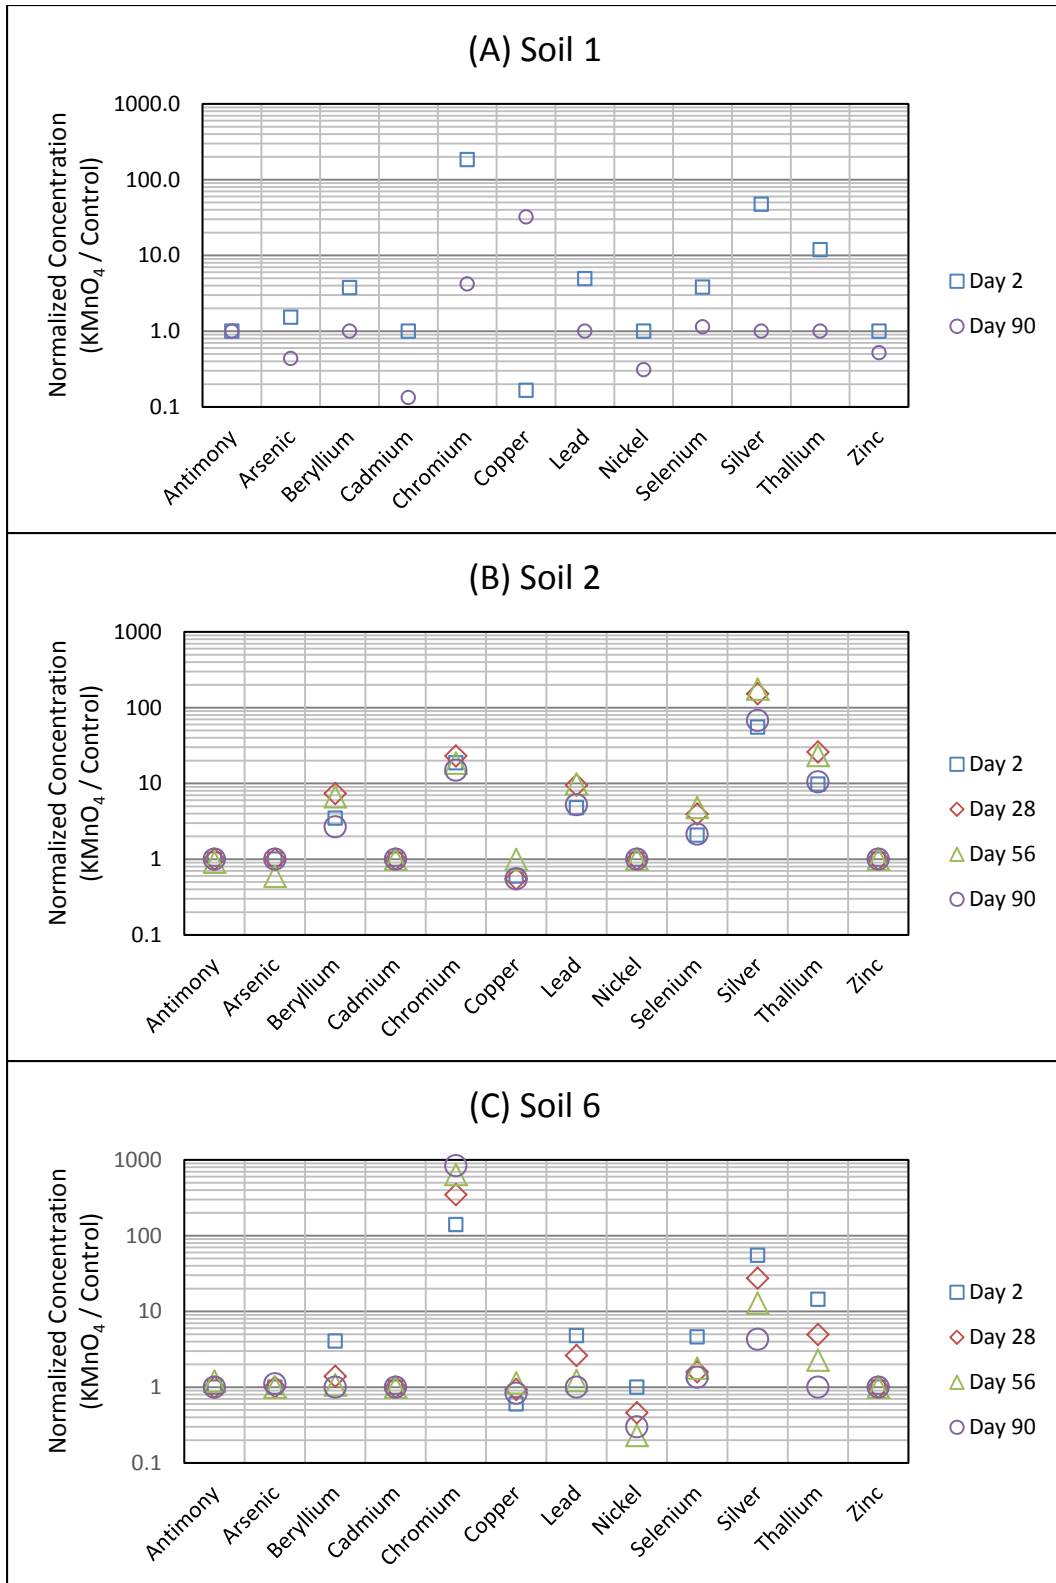 (A) Soil 1
Normalized Concentration
(KMnO₄ / Control)
1000.0
100.0
10.0
1.0
0.1
Antimony
Arsenic
Beryllium
Cadmium
Chromium
Copper
Lead
Nickel
Selenium
Silver
Thallium
Zinc
Day 2
Day 90
(B) Soil 2
Normalized Concentration
(KMnO₄ / Control)
1000
100
10
1
0.1
Antimony
Arsenic
Beryllium
Cadmium
Chromium
Copper
Lead
Nickel
Selenium
Silver
Thallium
Zinc
Day 2
Day 28
Day 56
Day 90
(C) Soil 6
Normalized Concentration
(KMnO₄ / Control)
1000
100
10
1
0.1
Antimony
Arsenic
Beryllium
Cadmium
Chromium
Copper
Lead
Nickel
Selenium
Silver
Thallium
Zinc
Day 2
Day 28
Day 56
Day 90